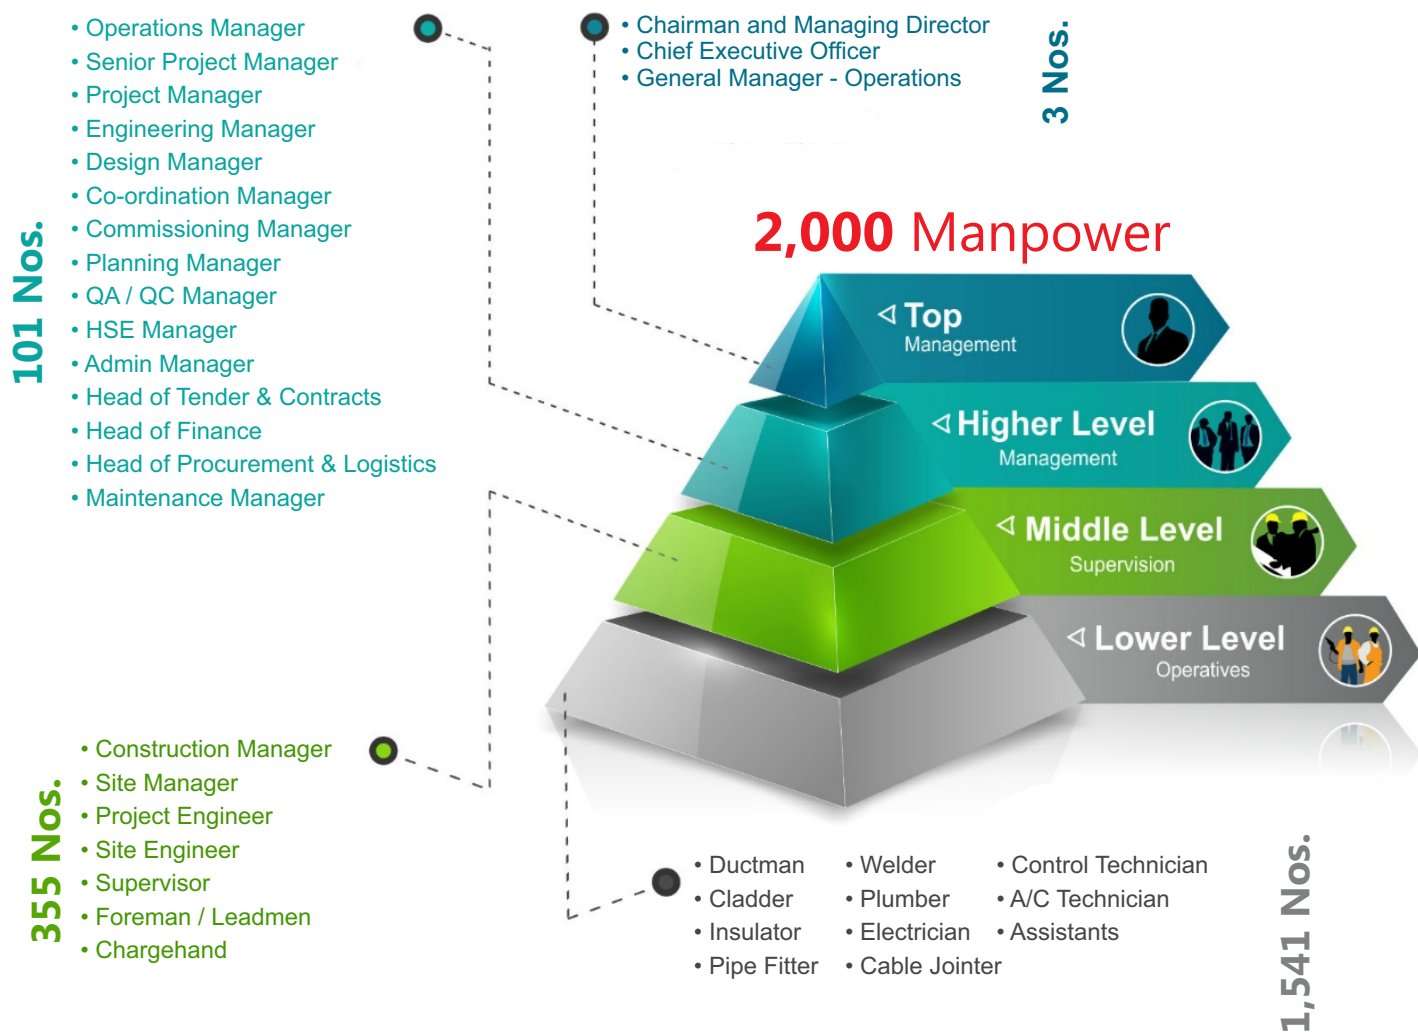 • Operations Manager
• Senior Project Manager
• Project Manager
• Engineering Manager
• Design Manager
• Co-ordination Manager
• Commissioning Manager
• Planning Manager
• QA / QC Manager
• HSE Manager
• Admin Manager
• Head of Tender & Contracts
• Head of Finance
• Head of Procurement & Logistics
• Maintenance Manager
101 Nos.
• Chairman and Managing Director
• Chief Executive Officer
• General Manager - Operations
3 Nos.
2,000 Manpower
Top
Management
Higher Level
Management
Middle Level
Supervision
Lower Level
Operatives
• Construction Manager
• Site Manager
• Project Engineer
• Site Engineer
• Supervisor
• Foreman / Leadmen
• Chargehand
355 Nos.
• Ductman
• Cladder
• Insulator
• Pipe Fitter
• Welder
• Plumber
• Electrician
• Cable Jointer
• Control Technician
• A/C Technician
• Assistants
1,541 Nos.